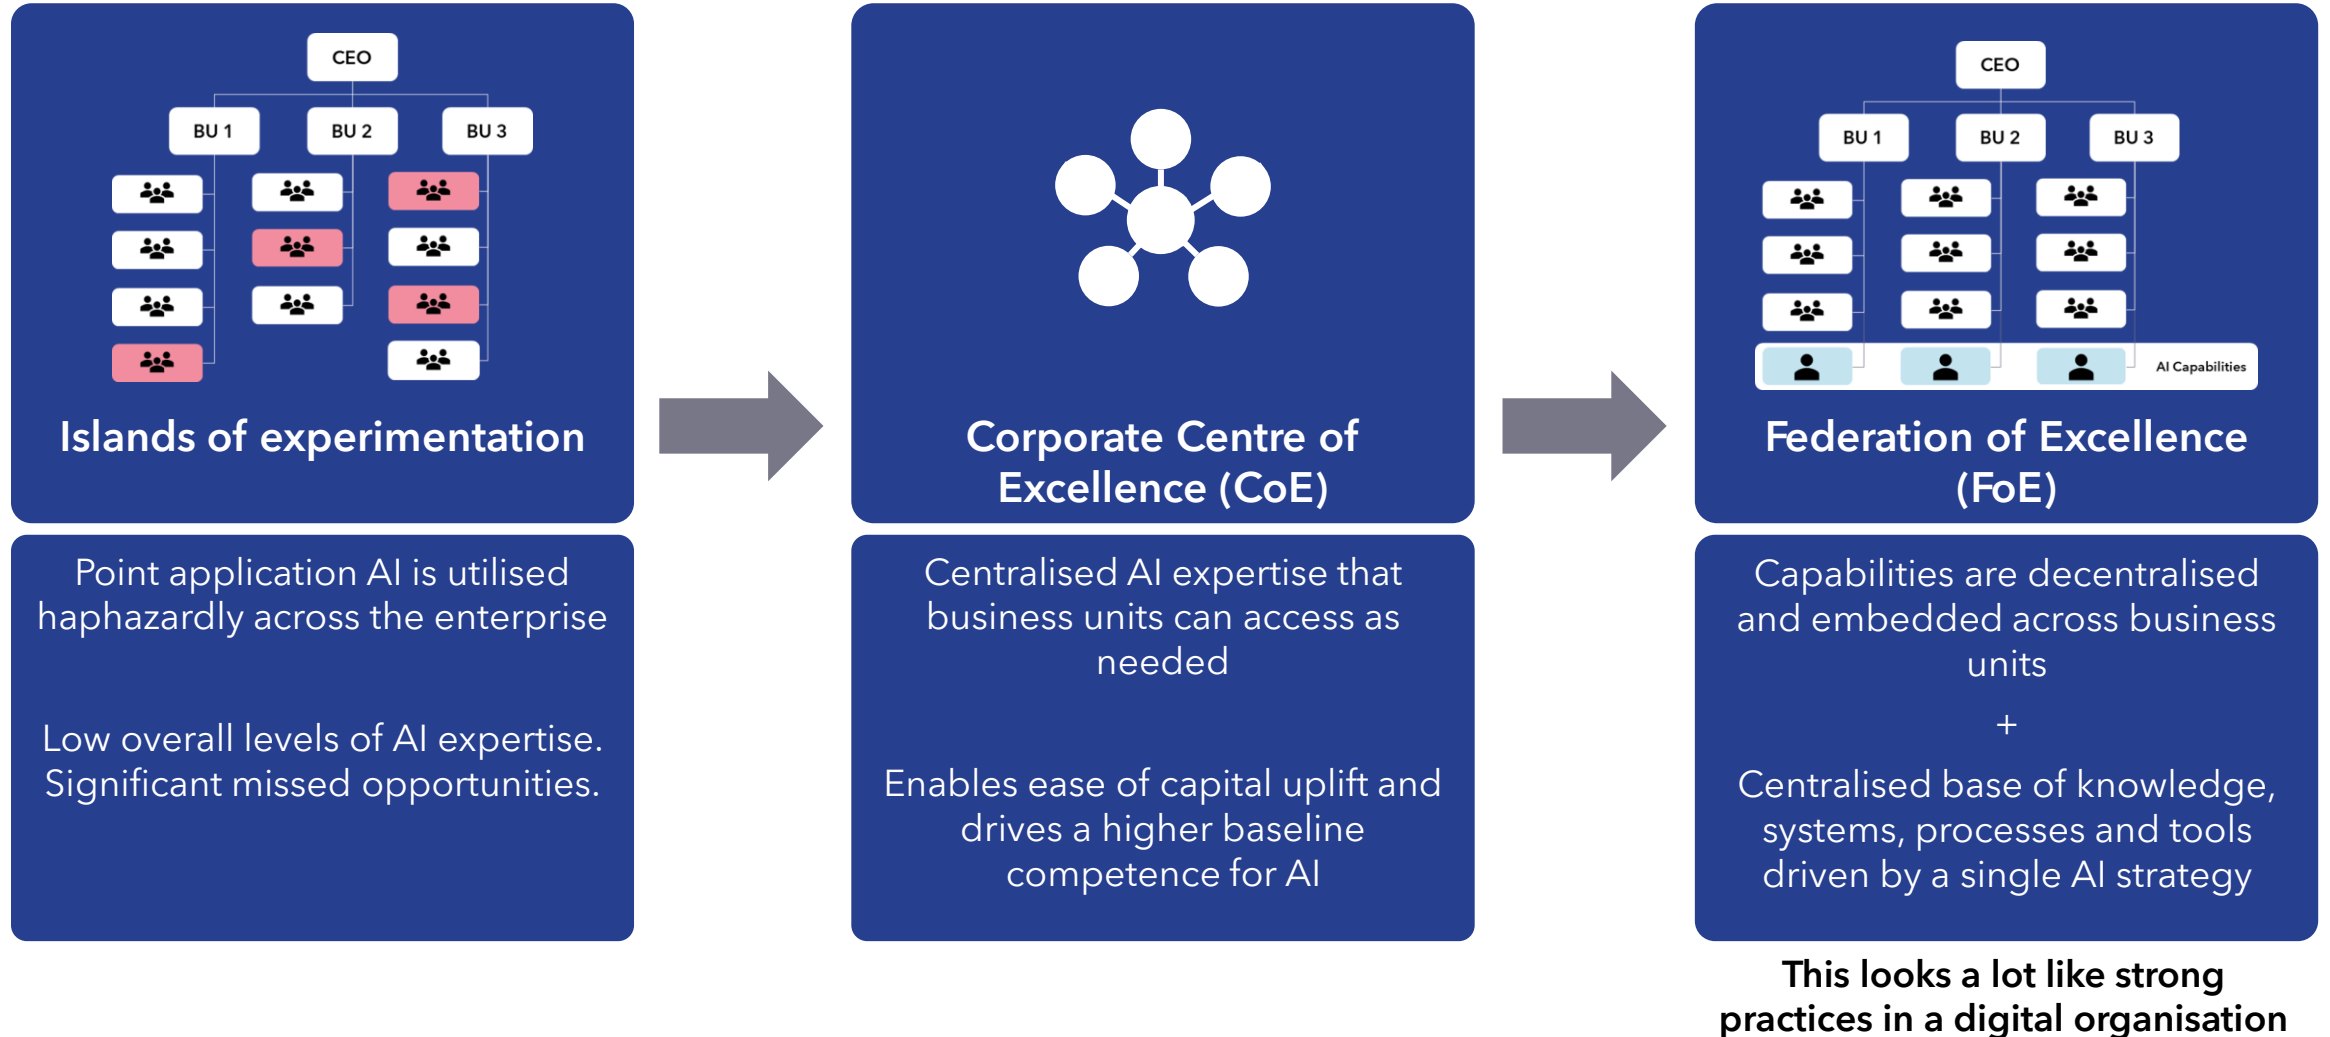 CEO
BU 1
BU 2
BU 3
Islands of experimentation
Point application AI is utilised
haphazardly across the enterprise
Low overall levels of AI expertise.
Significant missed opportunities.
Corporate Centre of
Excellence (CoE)
Centralised AI expertise that
business units can access as
needed
Enables ease of capital uplift and
drives a higher baseline
competence for AI
CEO
BU 1
BU 2
BU 3
AI Capabilities
Federation of Excellence
(FoE)
Capabilities are decentralised
and embedded across business
units
+
Centralised base of knowledge,
systems, processes and tools
driven by a single AI strategy
This looks a lot like strong
practices in a digital organisation